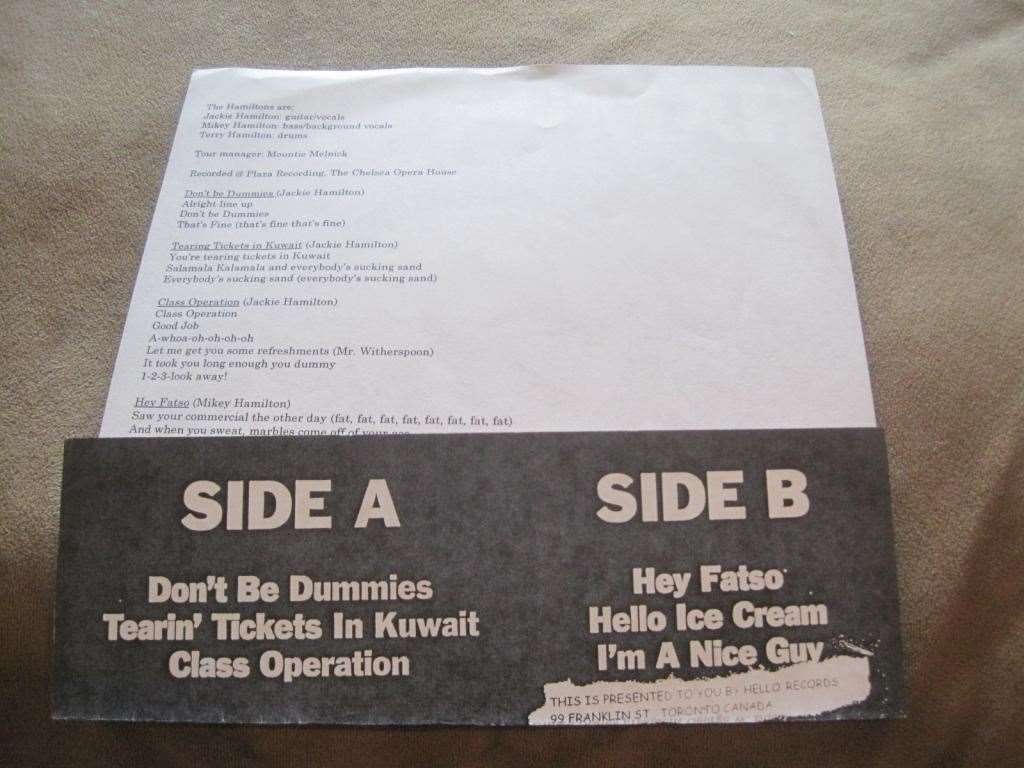 The Hamiltons are:
Jackie Hamilton: guitar/vocals
Mikey Hamilton: bass/background vocals
Terry Hamilton: drums
Tour manager: Mountie Melnick
Recorded @ Plaza Recording, The Chelsea Opera House
Don't be Dummies (Jackie Hamilton)
Alright line up
Don't be Dummies
That's Fine (that's fine that's fine)
Tearing Tickets in Kuwait (Jackie Hamilton)
You're tearing tickets in Kuwait
Salamala Kalamala and everybody's sucking sand
Everybody's sucking sand (everybody's sucking sand)
Class Operation (Jackie Hamilton)
Class Operation
Good Job
A-whoa-oh-oh-oh-oh
Let me get you some refreshments (Mr. Witherspoon)
It took you long enough you dummy
1-2-3-look away!
Hey Fatso (Mikey Hamilton)
Saw your commercial the other day (fat, fat, fat, fat, fat, fat, fat, fat)
And when you sweat, marbles come off of your
SIDE A
Don't Be Dummies
Tearin' Tickets In Kuwait
Class Operation
SIDE B
Hey Fatso
Hello Ice Cream
I'm A Nice Guy
THIS IS PRESENTED TO YOU BY HELLO RECORDS
99 FRANKLIN ST TORONTO CANADA